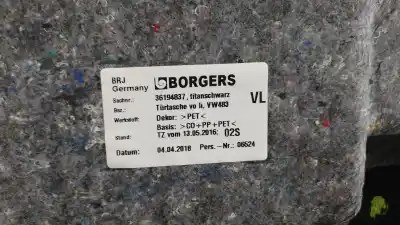 BRJ
Germany
BORGERS
Sachnr.: 36194837, titanschwarz
Bez.: Türtasche vo li, VW483
VL
Werkstoff: Dekor: >PET<
Basis: >CD+PP+PET<
Stand: TZ vom 13.05.2016; 02S
Datum: 04.04.2018 Pers.-Nr.: 06524